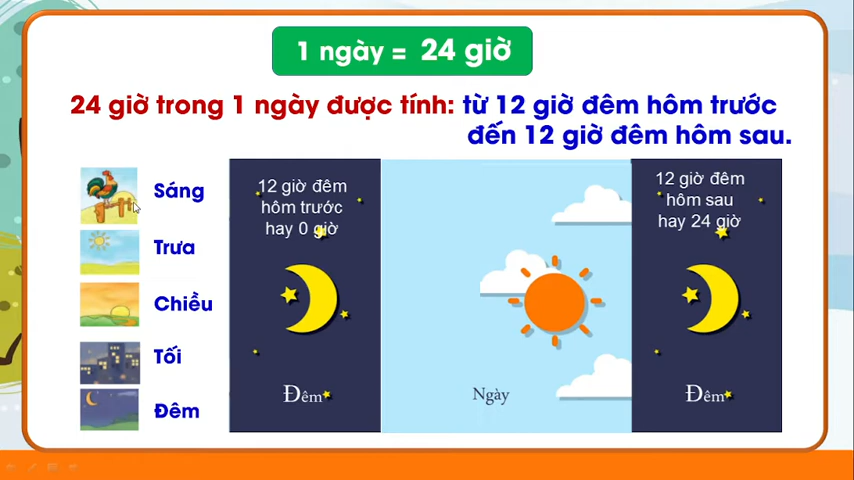 1 ngày = 24 giờ
24 giờ trong 1 ngày được tính: từ 12 giờ đêm hôm trước
đến 12 giờ đêm hôm sau.
Sáng
Trưa
Chiều
Tối
Đêm
12 giờ đêm
hôm trước
hay 0 giờ
Đêm
Ngày
12 giờ đêm
hôm sau
hay 24 giờ
Đêm